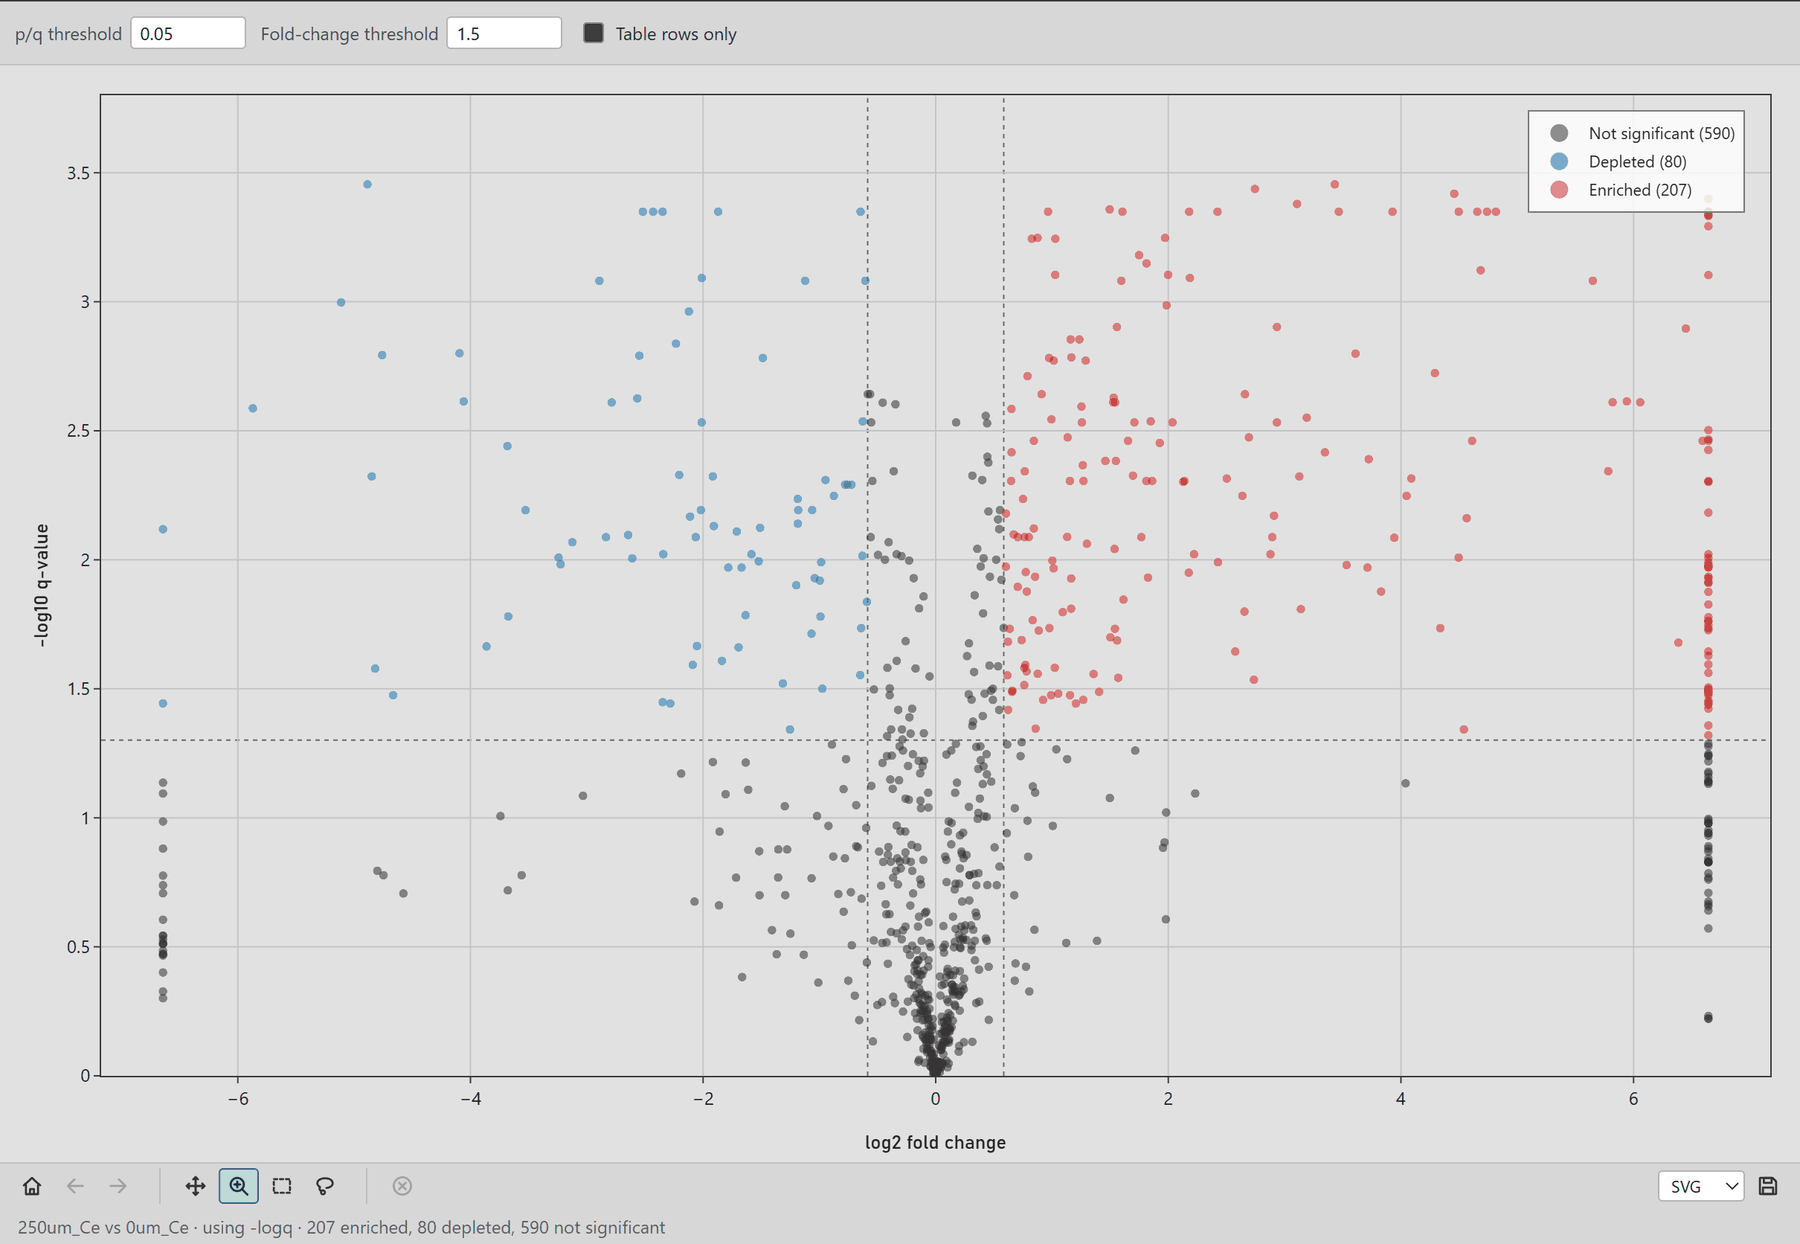 p/q threshold 0.05 Fold-change threshold 1.5 Table rows only
Not significant (590)
Depleted (80)
Enriched (207)
3.5
3
2.5
2
1.5
1
0.5
0
-log10 q-value
−6 −4 −2 0 2 4 6
log2 fold change
SVG
250um_Ce vs 0um_Ce · using -logq · 207 enriched, 80 depleted, 590 not significant